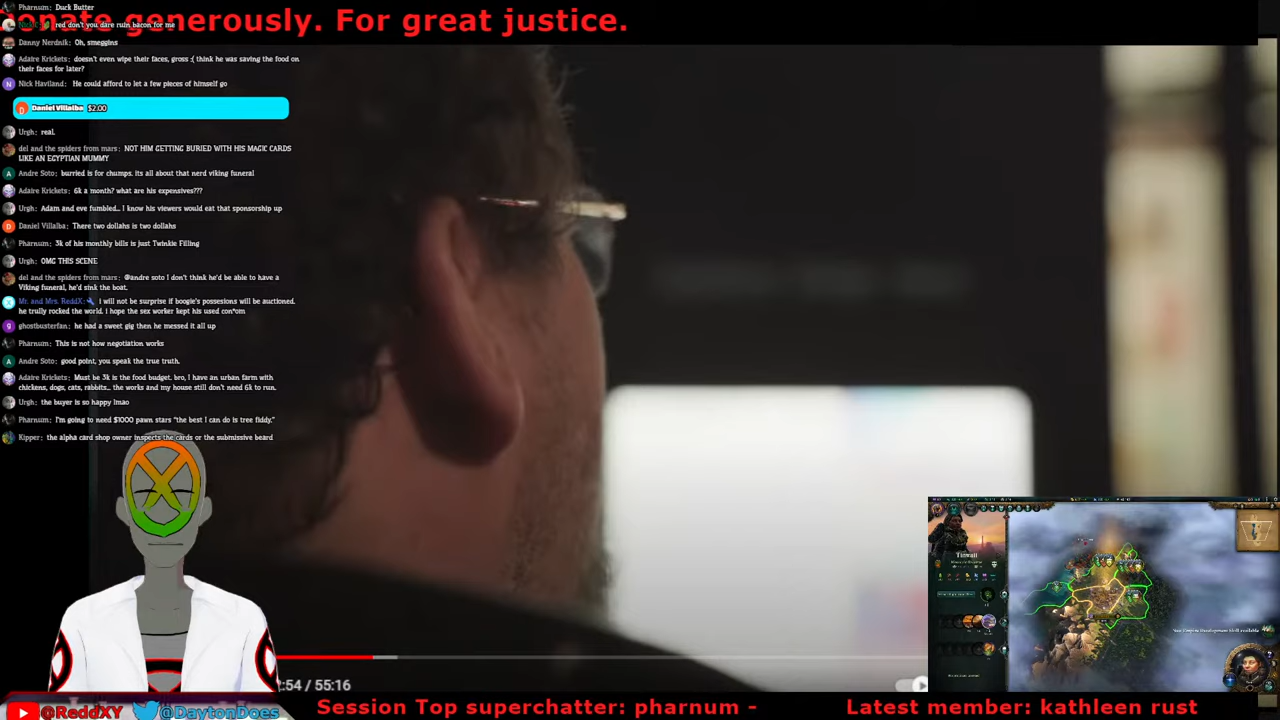 onate generously. For great justice.
Pharnum: Duck Butter
red don't you dare ruin bacon for me
Danny Nerdnik: Oh, smeggins
Adaire Krickets: doesn't even wipe their faces, gross :( think he was saving the food on
their faces for later?
N Nick Haviland: He could afford to let a few pieces of himself go
D Daniel Villalba $2.00
Urgh: real.
del and the spiders from mars: NOT HIM GETTING BURIED WITH HIS MAGIC CARDS
LIKE AN EGYPTIAN MUMMY
A Andre Soto: burried is for chumps. its all about that nerd viking funeral
Adaire Krickets: 6k a month? what are his expensives???
Urgh: Adam and eve fumbled... I know his viewers would eat that sponsorship up
D Daniel Villalba: There two dollahs is two dollahs
Pharnum: 3k of his monthly bills is just Twinkie Filling
Urgh: OMG THIS SCENE
del and the spiders from mars: @andre soto I don't think he'd be able to have a
Viking funeral, he'd sink the boat.
Mr. and Mrs. ReddX: i will not be surprise if boogie's possesions will be auctioned.
he trully rocked the world. i hope the sex worker kept his used con*om
g ghostbusterfan: he had a sweet gig then he messed it all up
Pharnum: This is not how negotiation works
A Andre Soto: good point, you speak the true truth.
Adaire Krickets: Must be 3k is the food budget. bro, I have an urban farm with
chickens, dogs, cats, rabbits... the works and my house still don't need 6k to run.
Urgh: the buyer is so happy lmao
Pharnum: I'm going to need $1000 pawn stars "the best I can do is tree fiddy."
Kipper: the alpha card shop owner inspects the cards or the submissive beard
2:54 / 55:16
@ReddXY @DaytonDoes
Session Top superchatter: pharnum -
Latest member: kathleen rust